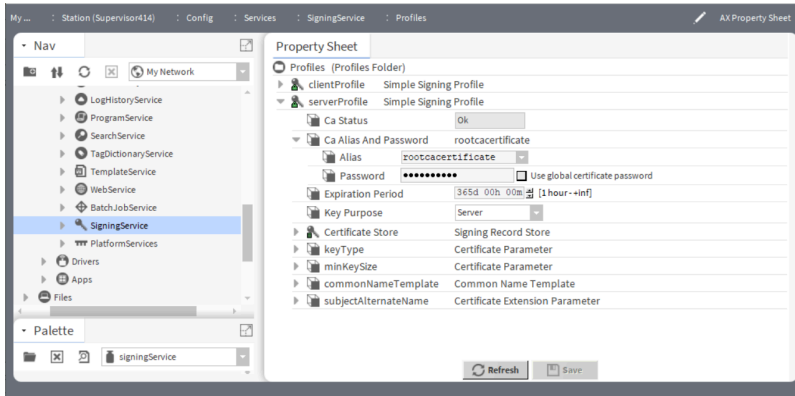 My ... : Station (Supervisor414) : Config : Services : SigningService : Profiles AX Property Sheet
Nav
My Network
LogHistoryService
ProgramService
SearchService
TagDictionaryService
TemplateService
WebService
BatchJobService
SigningService
PlatformServices
Drivers
Apps
Files
Palette
signingService
Property Sheet
Profiles (Profiles Folder)
clientProfile Simple Signing Profile
serverProfile Simple Signing Profile
Ca Status Ok
Ca Alias And Password rootcacertificate
Alias rootcacertificate
Password ●●●●●●●●●● Use global certificate password
Expiration Period 365d 00h 00m [1 hour - +inf]
Key Purpose Server
Certificate Store Signing Record Store
keyType Certificate Parameter
minKeySize Certificate Parameter
commonNameTemplate Common Name Template
subjectAlternateName Certificate Extension Parameter
Refresh Save